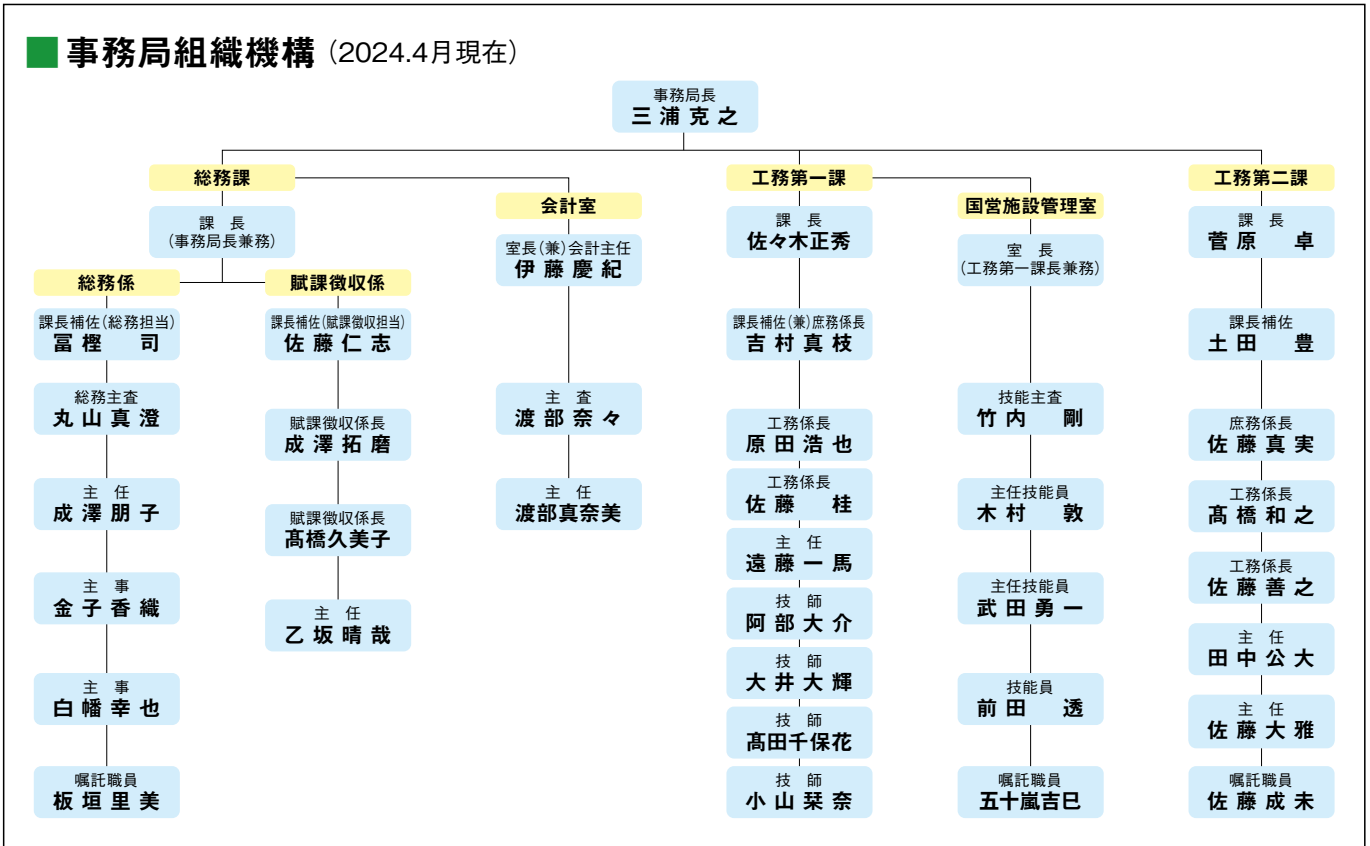 事務局組織機構（2024.4月現在）
事務局長
三浦克之
総務課
課 長
（事務局長兼務）
総務係
課長補佐（総務担当）
冨樫 司
総務主査
丸山真澄
主 任
成澤朋子
主 事
金子香織
主 事
白幡幸也
嘱託職員
板垣里美
賦課徴収係
課長補佐（賦課徴収担当）
佐藤仁志
賦課徴収係長
成澤拓磨
賦課徴収係長
髙橋久美子
主 任
乙坂晴哉
会計室
室長（兼）会計主任
伊藤慶紀
主 査
渡部奈々
主 任
渡部真奈美
工務第一課
課 長
佐々木正秀
課長補佐（兼）庶務係長
吉村真枝
工務係長
原田浩也
工務係長
佐藤 桂
主 任
遠藤一馬
技 師
阿部大介
技 師
大井大輝
技 師
髙田千保花
技 師
小山栞奈
国営施設管理室
室 長
（工務第一課長兼務）
技能主査
竹内 剛
主任技能員
木村 敦
主任技能員
武田勇一
技能員
前田 透
嘱託職員
五十嵐吉巳
工務第二課
課 長
菅原 卓
課長補佐
土田 豊
庶務係長
佐藤真実
工務係長
髙橋和之
工務係長
佐藤善之
主 任
田中公大
主 任
佐藤大雅
嘱託職員
佐藤成未